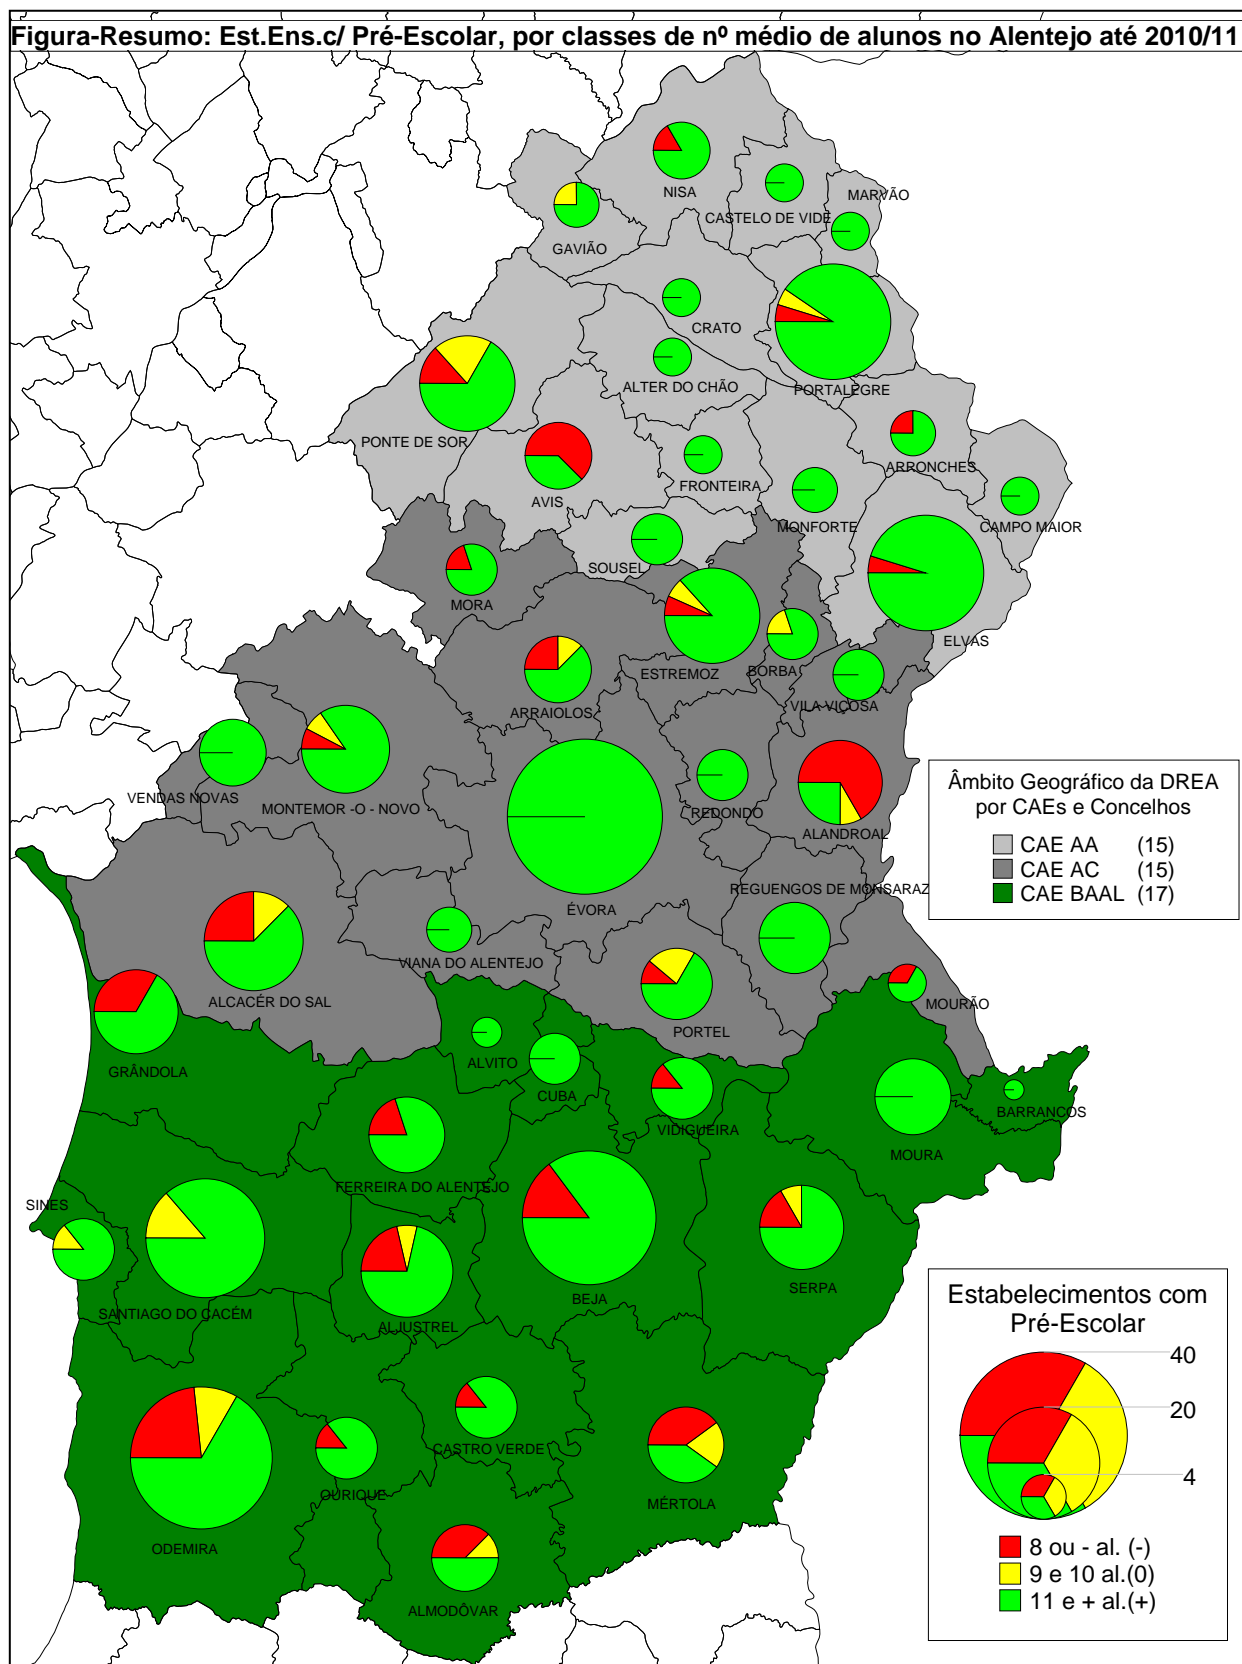 Figura-Resumo: Est.Ens.c/ Pré-Escolar, por classes de nº médio de alunos no Alentejo até 2010/11
NISA
CASTELO DE VIDE
MARVÃO
GAVIÃO
CRATO
ALTER DO CHÃO
PORTALEGRE
PONTE DE SOR
AVIS
FRONTEIRA
ARRONCHES
MONFORTE
CAMPO MAIOR
SOUSEL
MORA
ELVAS
ESTREMOZ
BORBA
VILA VIÇOSA
ARRAIOLOS
VENDAS NOVAS
MONTEMOR -O - NOVO
REDONDO
ALANDROAL
Âmbito Geográfico da DREA
por CAEs e Concelhos
CAE AA (15)
CAE AC (15)
CAE BAAL (17)
REGUENGOS DE MONSARAZ
ÉVORA
VIANA DO ALENTEJO
ALCACÉR DO SAL
MOURÃO
PORTEL
GRÂNDOLA
ALVITO
CUBA
VIDIGUEIRA
BARRANCOS
MOURA
FERREIRA DO ALENTEJO
SINES
SERPA
BEJA
SANTIAGO DO CACÉM
ALJUSTREL
CASTRO VERDE
OURIQUE
MÉRTOLA
ODEMIRA
ALMODÔVAR
Estabelecimentos com
Pré-Escolar
40
20
4
8 ou - al. (-)
9 e 10 al.(0)
11 e + al.(+)